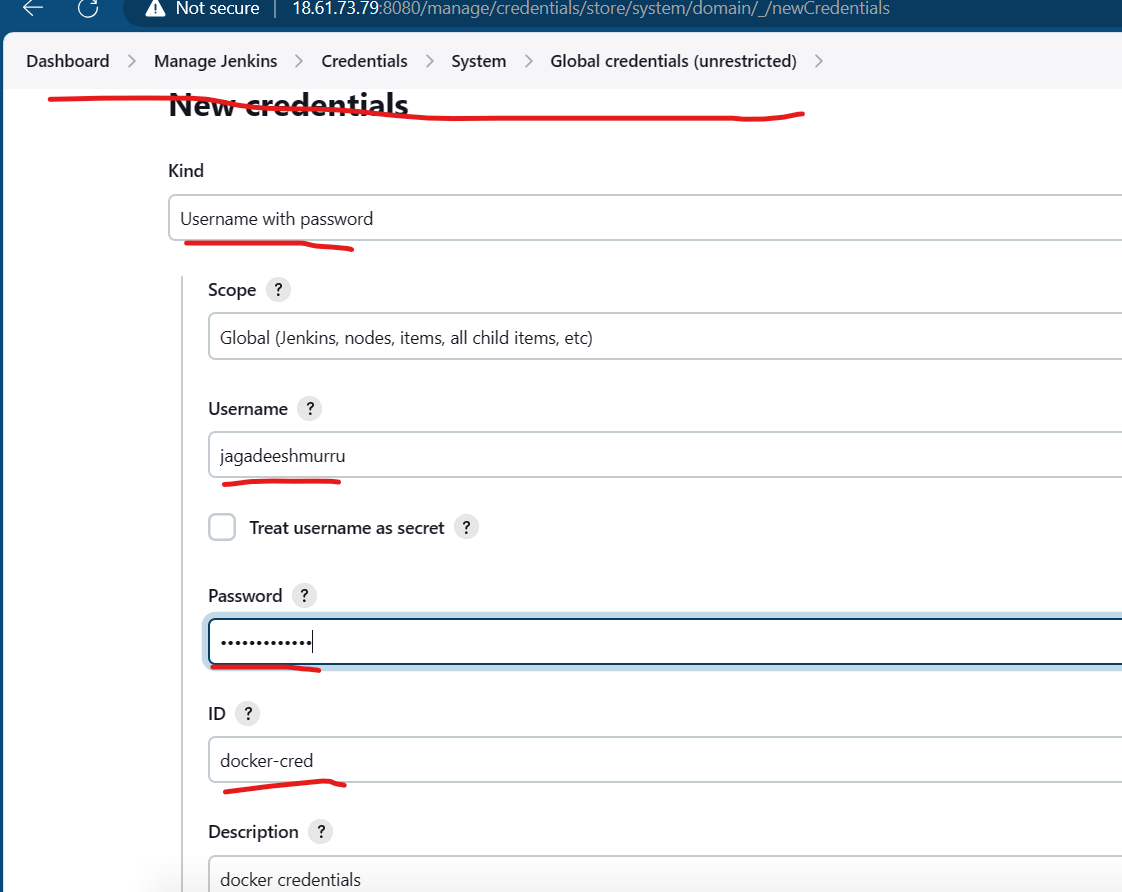 Not secure 18.61.73.79:8080/manage/credentials/store/system/domain/_/newCredentials
Dashboard > Manage Jenkins > Credentials > System > Global credentials (unrestricted) >
New credentials
Kind
Username with password
Scope ?
Global (Jenkins, nodes, items, all child items, etc)
Username ?
jagadeeshmurru
Treat username as secret ?
Password ?
•••••••••••••
ID ?
docker-cred
Description ?
docker credentials